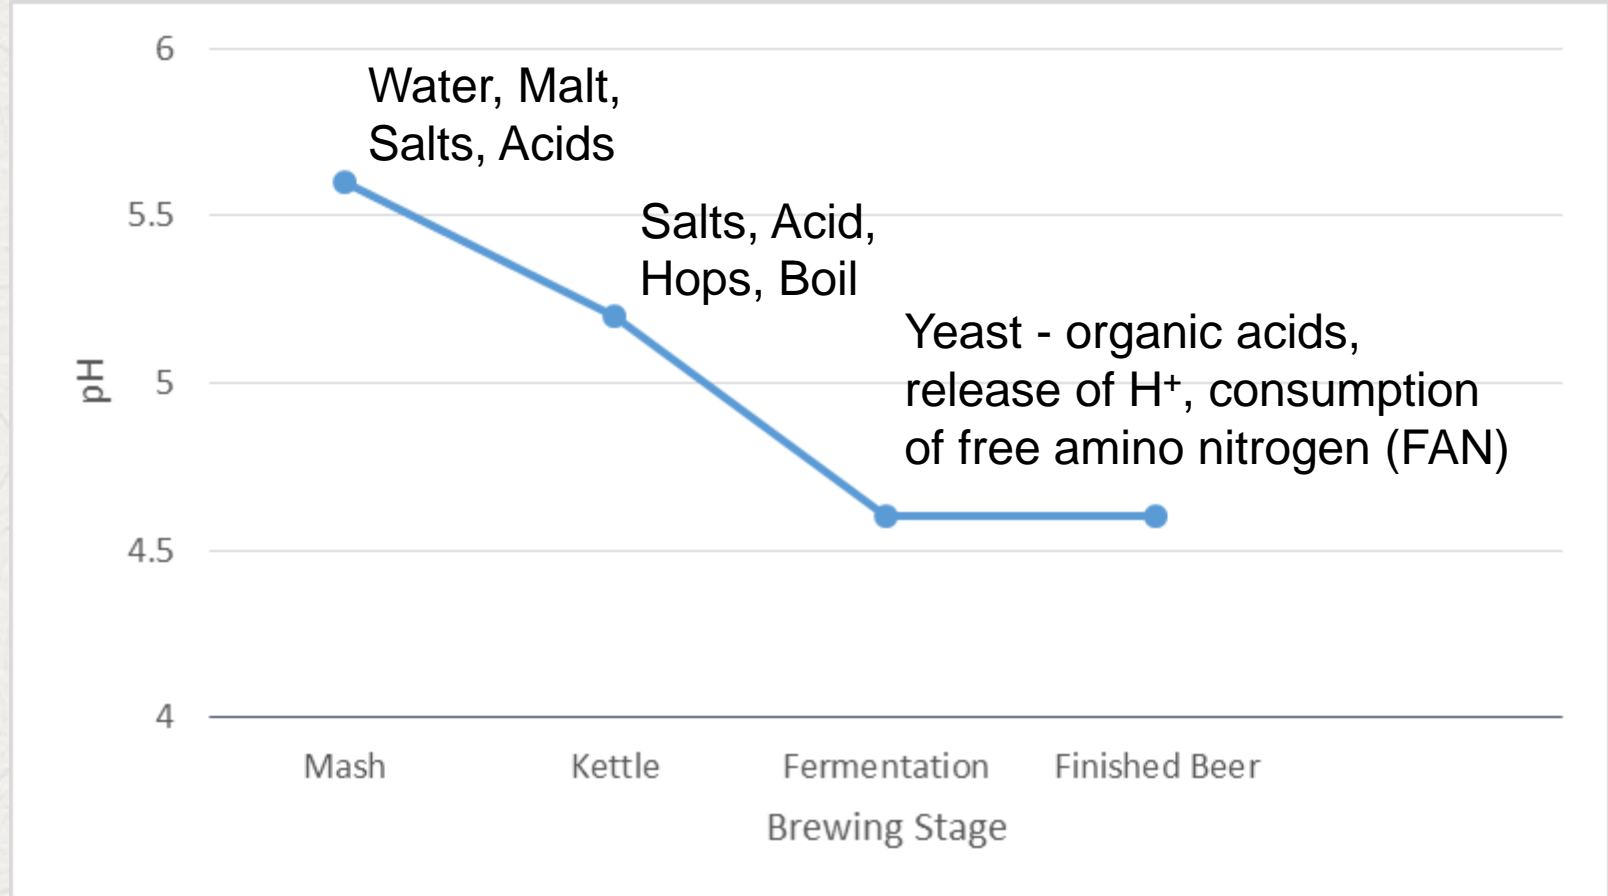 6
Water, Malt,
Salts, Acids
5.5
Salts, Acid,
Hops, Boil
Yeast - organic acids,
release of H⁺, consumption
of free amino nitrogen (FAN)
pH
5
4.5
4
Mash Kettle Fermentation Finished Beer
Brewing Stage